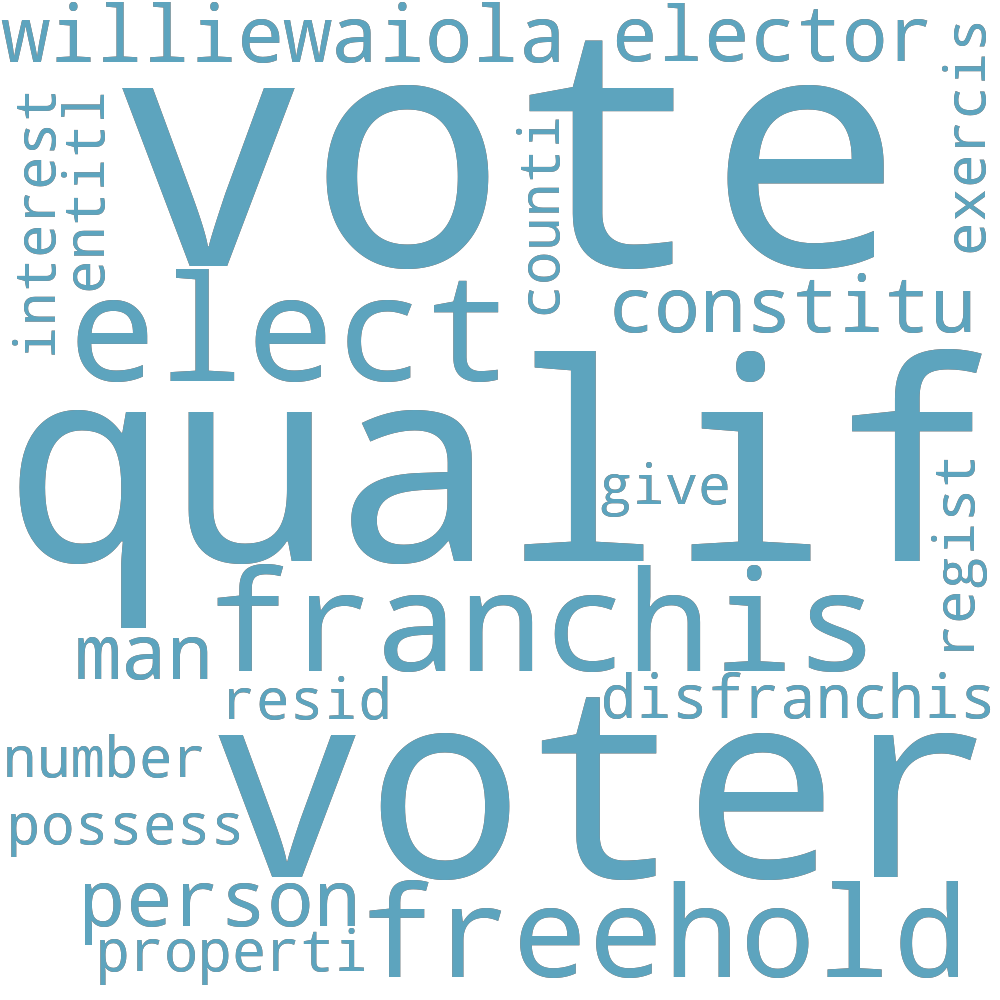 williewaiola elector
vote
interest
entitl
counti
exercis
elect
constitu
qualif
give
regist
franchis
man
resid
disfranchis
number
voter
possess
person
freehold
properti